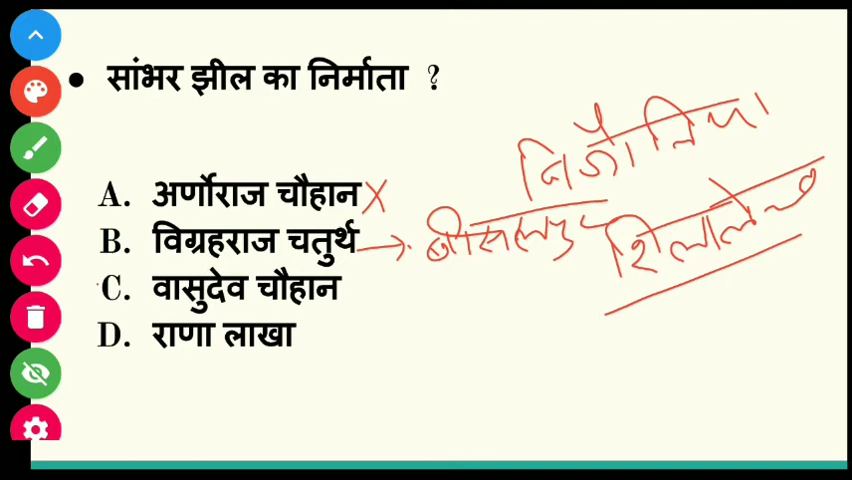 ● सांभर झील का निर्माता ?
बिजौलिया
शिलालेख
A. अर्णोराज चौहान X
B. विग्रहराज चतुर्थ →
C. वासुदेव चौहान
D. राणा लाखा